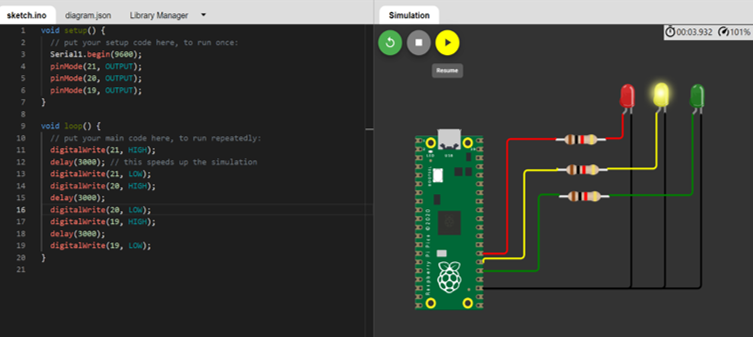 sketch.ino diagram.json Library Manager
1 void setup() {
2 // put your setup code here, to run once:
3 Serial1.begin(9600);
4 pinMode(21, OUTPUT);
5 pinMode(20, OUTPUT);
6 pinMode(19, OUTPUT);
7 }
8
9 void loop() {
10 // put your main code here, to run repeatedly:
11 digitalWrite(21, HIGH);
12 delay(3000); // this speeds up the simulation
13 digitalWrite(21, LOW);
14 digitalWrite(20, HIGH);
15 delay(3000);
16 digitalWrite(20, LOW);
17 digitalWrite(19, HIGH);
18 delay(3000);
19 digitalWrite(19, LOW);
20 }
21
Simulation
00:03.932 101%
Resume
Raspberry Pi Pico ©2020